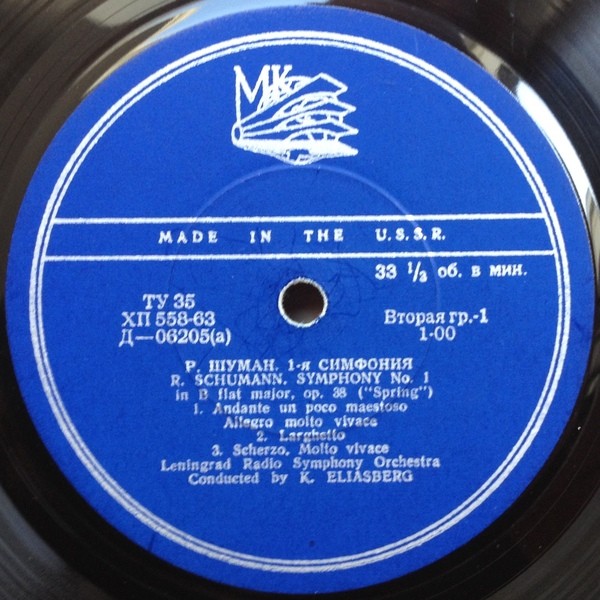 МК
MADE IN THE U.S.S.R.
33 ⅓ об. в мин.
ТУ 35
ХП 558-63
Д—06205(а)
Вторая гр.-1
1-00
Р. ШУМАН. 1-я СИМФОНИЯ
R. SCHUMANN. SYMPHONY No. 1
in B flat major, op. 38 ("Spring")
1. Andante un poco maestoso
Allegro molto vivace
2. Larghetto
3. Scherzo. Molto vivace
Leningrad Radio Symphony Orchestra
Conducted by K. ELIASBERG